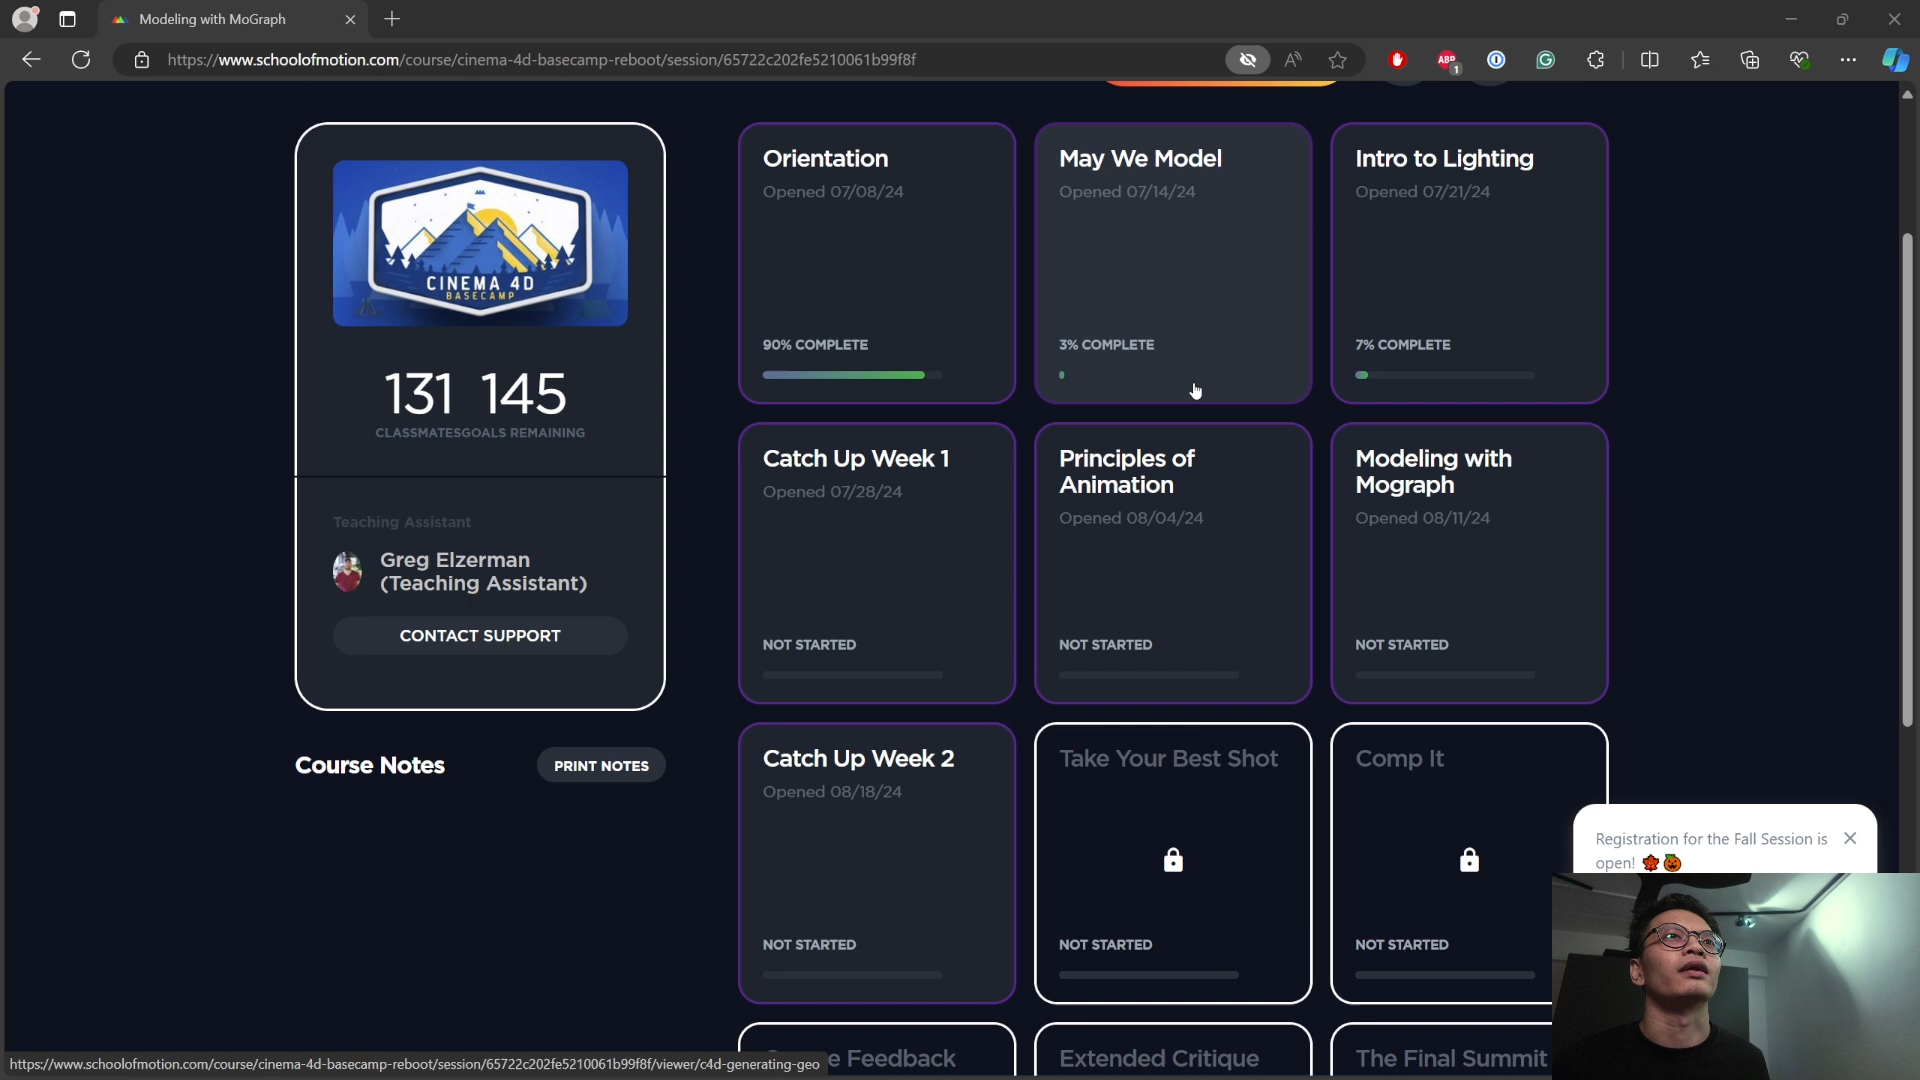 Modeling with MoGraph
https://www.schoolofmotion.com/course/cinema-4d-basecamp-reboot/session/65722c202fe5210061b99f8f
ABP
1
CINEMA 4D
BASECAMP
131 145
CLASSMATESGOALS REMAINING
Teaching Assistant
Greg Elzerman
(Teaching Assistant)
CONTACT SUPPORT
Course Notes
PRINT NOTES
Orientation
Opened 07/08/24
90% COMPLETE
May We Model
Opened 07/14/24
3% COMPLETE
Intro to Lighting
Opened 07/21/24
7% COMPLETE
Catch Up Week 1
Opened 07/28/24
NOT STARTED
Principles of
Animation
Opened 08/04/24
NOT STARTED
Modeling with
Mograph
Opened 08/11/24
NOT STARTED
Catch Up Week 2
Opened 08/18/24
NOT STARTED
Take Your Best Shot
NOT STARTED
Comp It
NOT STARTED
Registration for the Fall Session is
open! 🍁🎃
e Feedback
Extended Critique
The Final Summit
https://www.schoolofmotion.com/course/cinema-4d-basecamp-reboot/session/65722c202fe5210061b99f8f/viewer/c4d-generating-geo